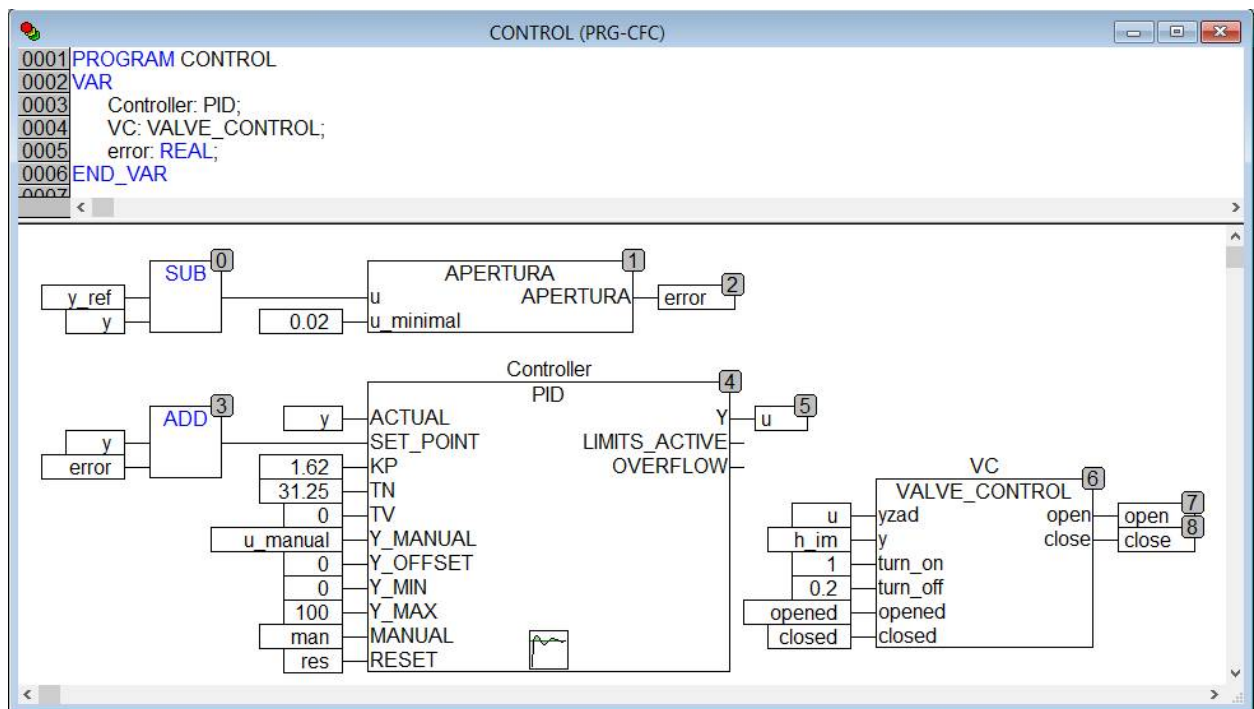 CONTROL (PRG-CFC)
0001 PROGRAM CONTROL
0002 VAR
0003 Controller: PID;
0004 VC: VALVE_CONTROL;
0005 error: REAL;
0006 END_VAR
0007
SUB 0
y_ref
y
APERTURA 1
u APERTURA
0.02 u_minimal
error 2
ADD 3
y
error
Controller
PID 4
y ACTUAL Y
u 5
SET_POINT LIMITS_ACTIVE
1.62 KP OVERFLOW
31.25 TN
0 TV
u_manual Y_MANUAL
0 Y_OFFSET
0 Y_MIN
100 Y_MAX
man MANUAL
res RESET
VC
VALVE_CONTROL 6
u yzad open open 7
h_im y close close 8
1 turn_on
0.2 turn_off
opened opened
closed closed